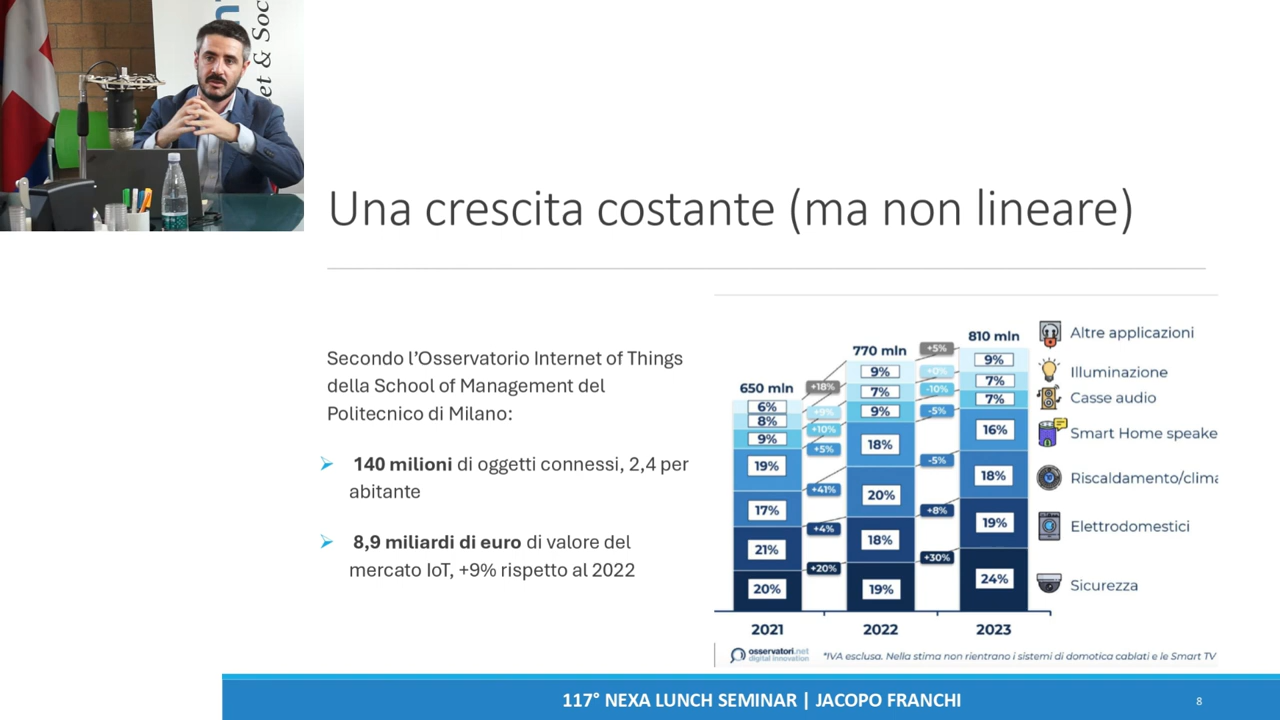 et & Soc
Una crescita costante (ma non lineare)
Secondo l'Osservatorio Internet of Things
della School of Management del
Politecnico di Milano:
140 milioni di oggetti connessi, 2,4 per
abitante
8,9 miliardi di euro di valore del
mercato IoT, +9% rispetto al 2022
650 mln
6%
8%
9%
19%
17%
21%
20%
2021
+18%
+9%
+10%
+5%
+41%
+4%
+20%
770 mln
9%
7%
9%
18%
20%
18%
19%
2022
+5%
+0%
-10%
-5%
-5%
+8%
+30%
810 mln
9%
7%
7%
16%
18%
19%
24%
2023
Altre applicazioni
Illuminazione
Casse audio
Smart Home speake
Riscaldamento/clima
Elettrodomestici
Sicurezza
osservatori.net
digital innovation
*IVA esclusa. Nella stima non rientrano i sistemi di domotica cablati e le Smart TV
117° NEXA LUNCH SEMINAR | JACOPO FRANCHI
8